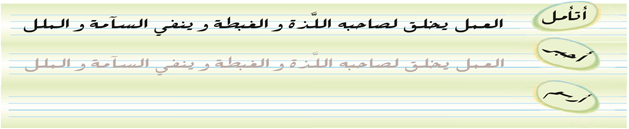 أتأمل
العمل يخلق لصاحبه اللَّذة و الغبطة و ينفي السآمة و الملل
العمل يخلق لصاحبه اللَّذة و الغبطة و ينفي السآمة و الملل
أرسم